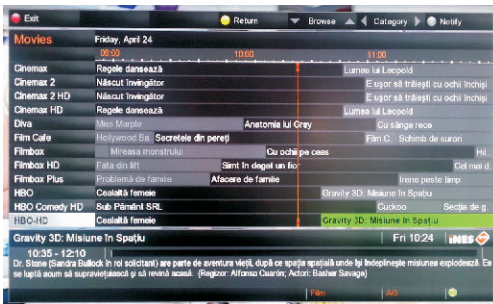 Exit Return Browse Category Notify
Movies Friday, April 24
09:00 10:00 11:00
Cinemax Regele dansează Lumea lui Leopold
Cinemax 2 Născut învingător E ușor să trăiești cu ochii închiși
Cinemax 2 HD Născut învingător E ușor să trăiești cu ochii închiși
Cinemax HD Regele dansează Lumea lui Leopold
Diva Miss Marple Anatomia lui Grey Cu sânge rece
Film Cafe Hollywood Ba Secretele din pereți Film C Schimb de suron
Filmbox Mireasa monstrului Cu ochii pe ceas Hil
Filmbox HD Fata din lift Simt în deget un fior Cel mai d
Filmbox Plus Problemă de familie Afacere de familie Irene peste timp
HBO Cealaltă femeie Gravity 3D: Misiune în Spațiu
HBO Comedy HD Sub Pământ SRL Cuckoo Secția de g
HBO-HD Cealaltă femeie Gravity 3D: Misiune în Spațiu
Gravity 3D: Misiune în Spațiu Fri 10:24 iNES
10:35 - 12:10
Dr. Stone (Sandra Bullock în rol solicitant) are parte de aventura vieții, după ce stația spațială unde își îndeplinește misiunea explodează. Ea
se luptă acum să supraviețuiască și să revină acasă. (Regizor: Alfonso Cuarón; Actori: Basher Savage)
Film AG